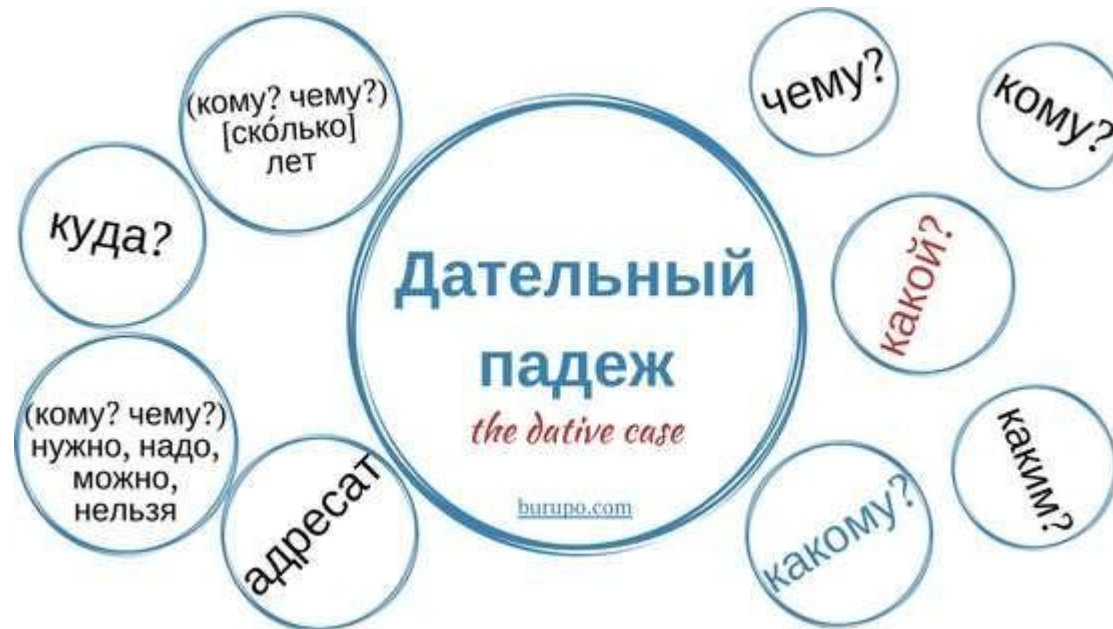 (кому? чему?)
[ско́лько]
лет
куда?
(кому? чему?)
нужно, надо,
можно,
нельзя
адресат
Дательный
падеж
the dative case
burupo.com
чему?
кому?
какой?
каким?
какому?